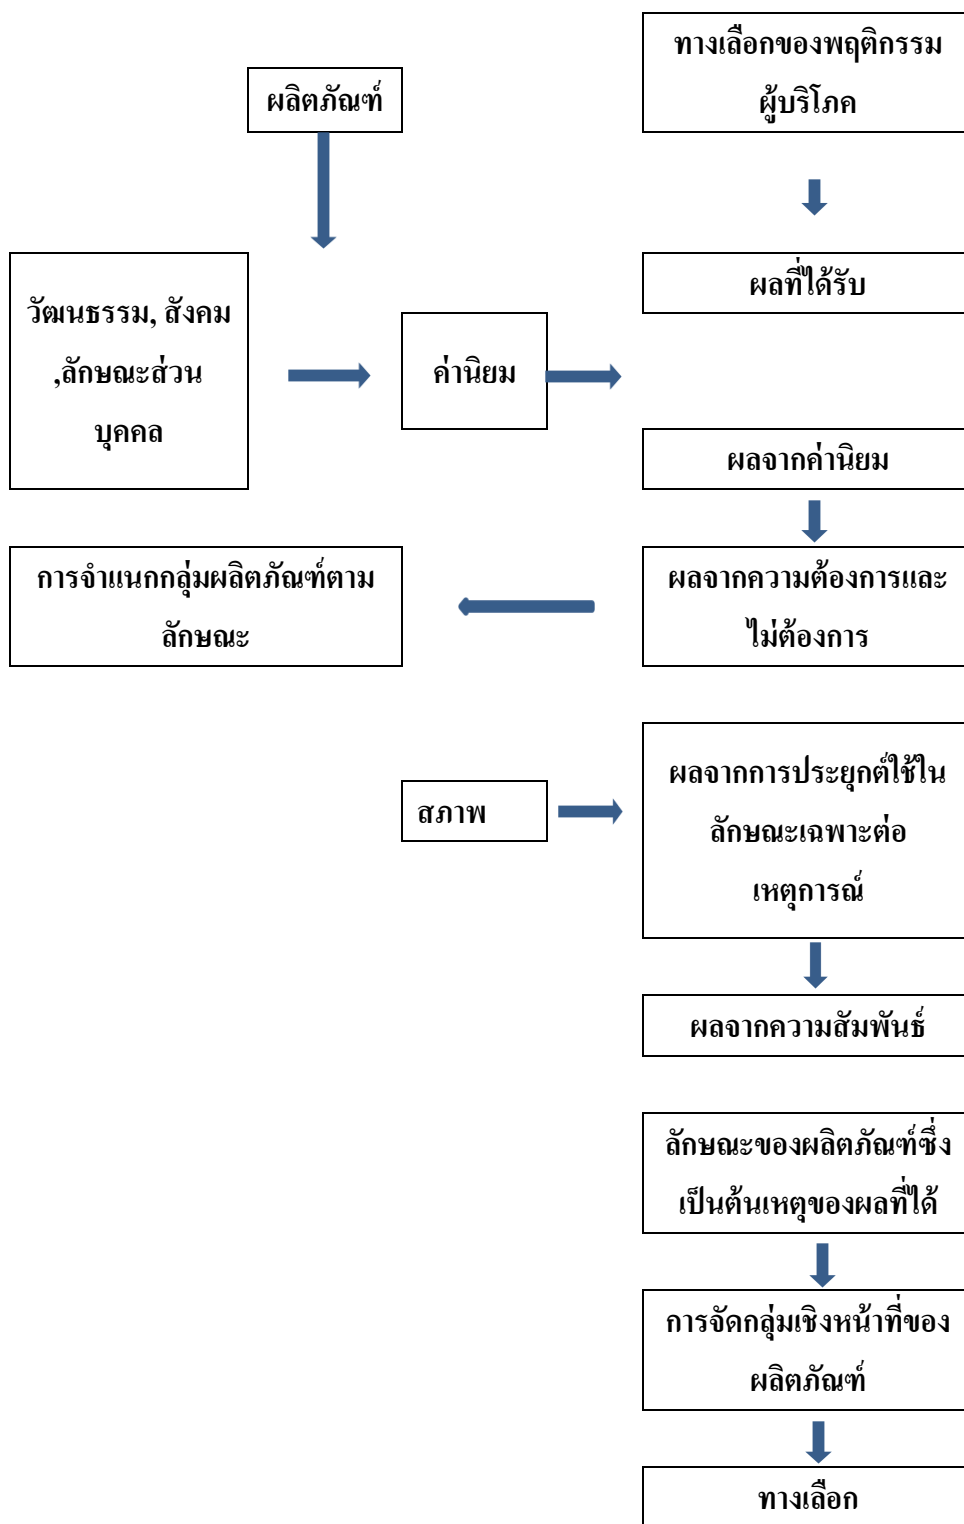 ทางเลือกของพฤติกรรม
ผู้บริโภค
ผลิตภัณฑ์
ผลที่ได้รับ
วัฒนธรรม, สังคม
,ลักษณะส่วน
บุคคล
ค่านิยม
ผลจากค่านิยม
การจำแนกกลุ่มผลิตภัณฑ์ตาม
ลักษณะ
ผลจากความต้องการและ
ไม่ต้องการ
สภาพ
ผลจากการประยุกต์ใช้ใน
ลักษณะเฉพาะต่อ
เหตุการณ์
ผลจากความสัมพันธ์
ลักษณะของผลิตภัณฑ์ซึ่ง
เป็นต้นเหตุของผลที่ได้
การจัดกลุ่มเชิงหน้าที่ของ
ผลิตภัณฑ์
ทางเลือก